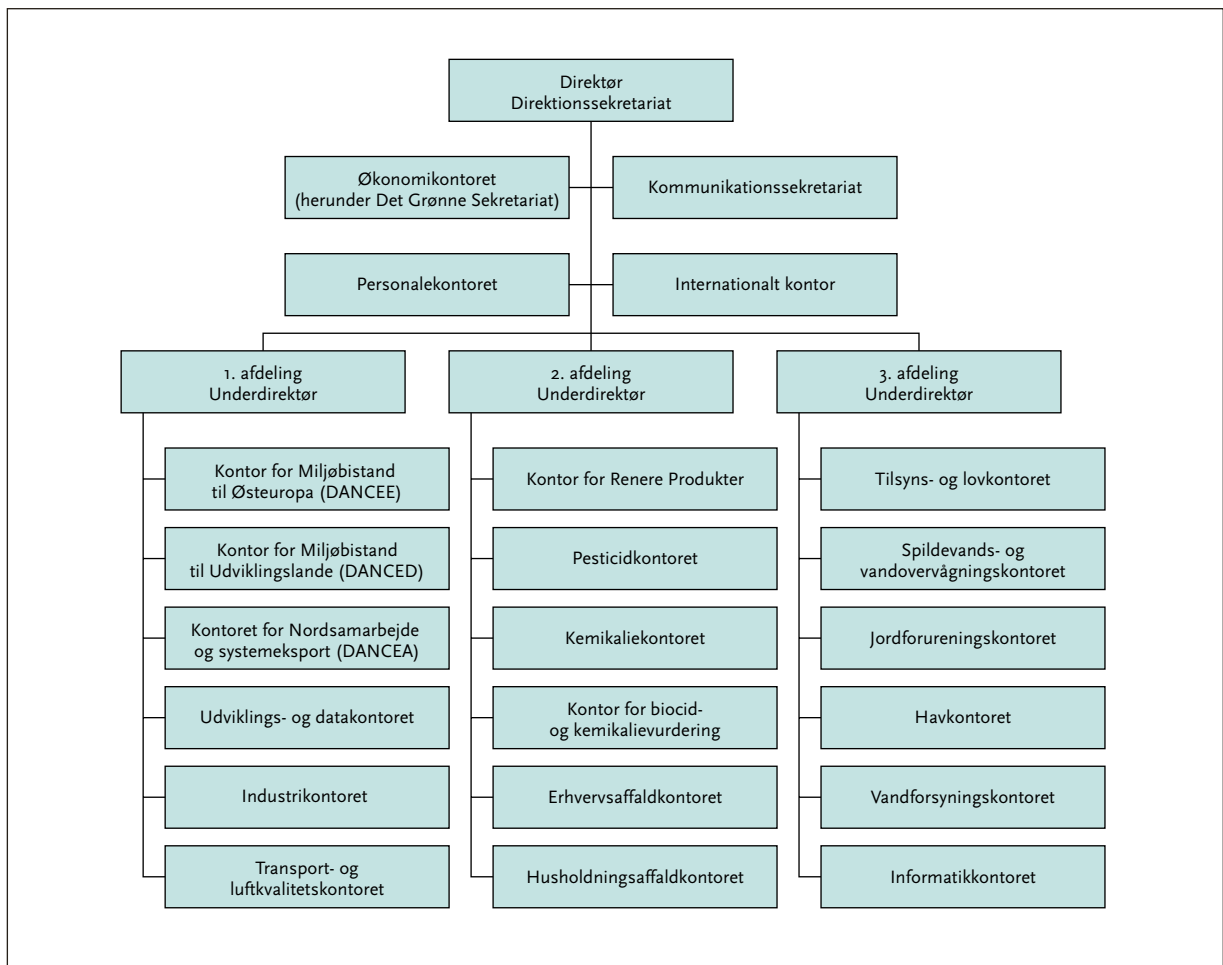 Direktør
Direktionssekretariat
Økonomikontoret
(herunder Det Grønne Sekretariat)
Kommunikationssekretariat
Personalekontoret
Internationalt kontor
1. afdeling
Underdirektør
Kontor for Miljøbistand
til Østeuropa (DANCEE)
Kontor for Miljøbistand
til Udviklingslande (DANCED)
Kontoret for Nordsamarbejde
og systemeksport (DANCEA)
Udviklings- og datakontoret
Industrikontoret
Transport- og
luftkvalitetskontoret
2. afdeling
Underdirektør
Kontor for Renere Produkter
Pesticidkontoret
Kemikaliekontoret
Kontor for biocid-
og kemikalievurdering
Erhvervsaffaldkontoret
Husholdningsaffaldkontoret
3. afdeling
Underdirektør
Tilsyns- og lovkontoret
Spildevands- og
vandovervågningskontoret
Jordforureningskontoret
Havkontoret
Vandforsyningskontoret
Informatikkontoret